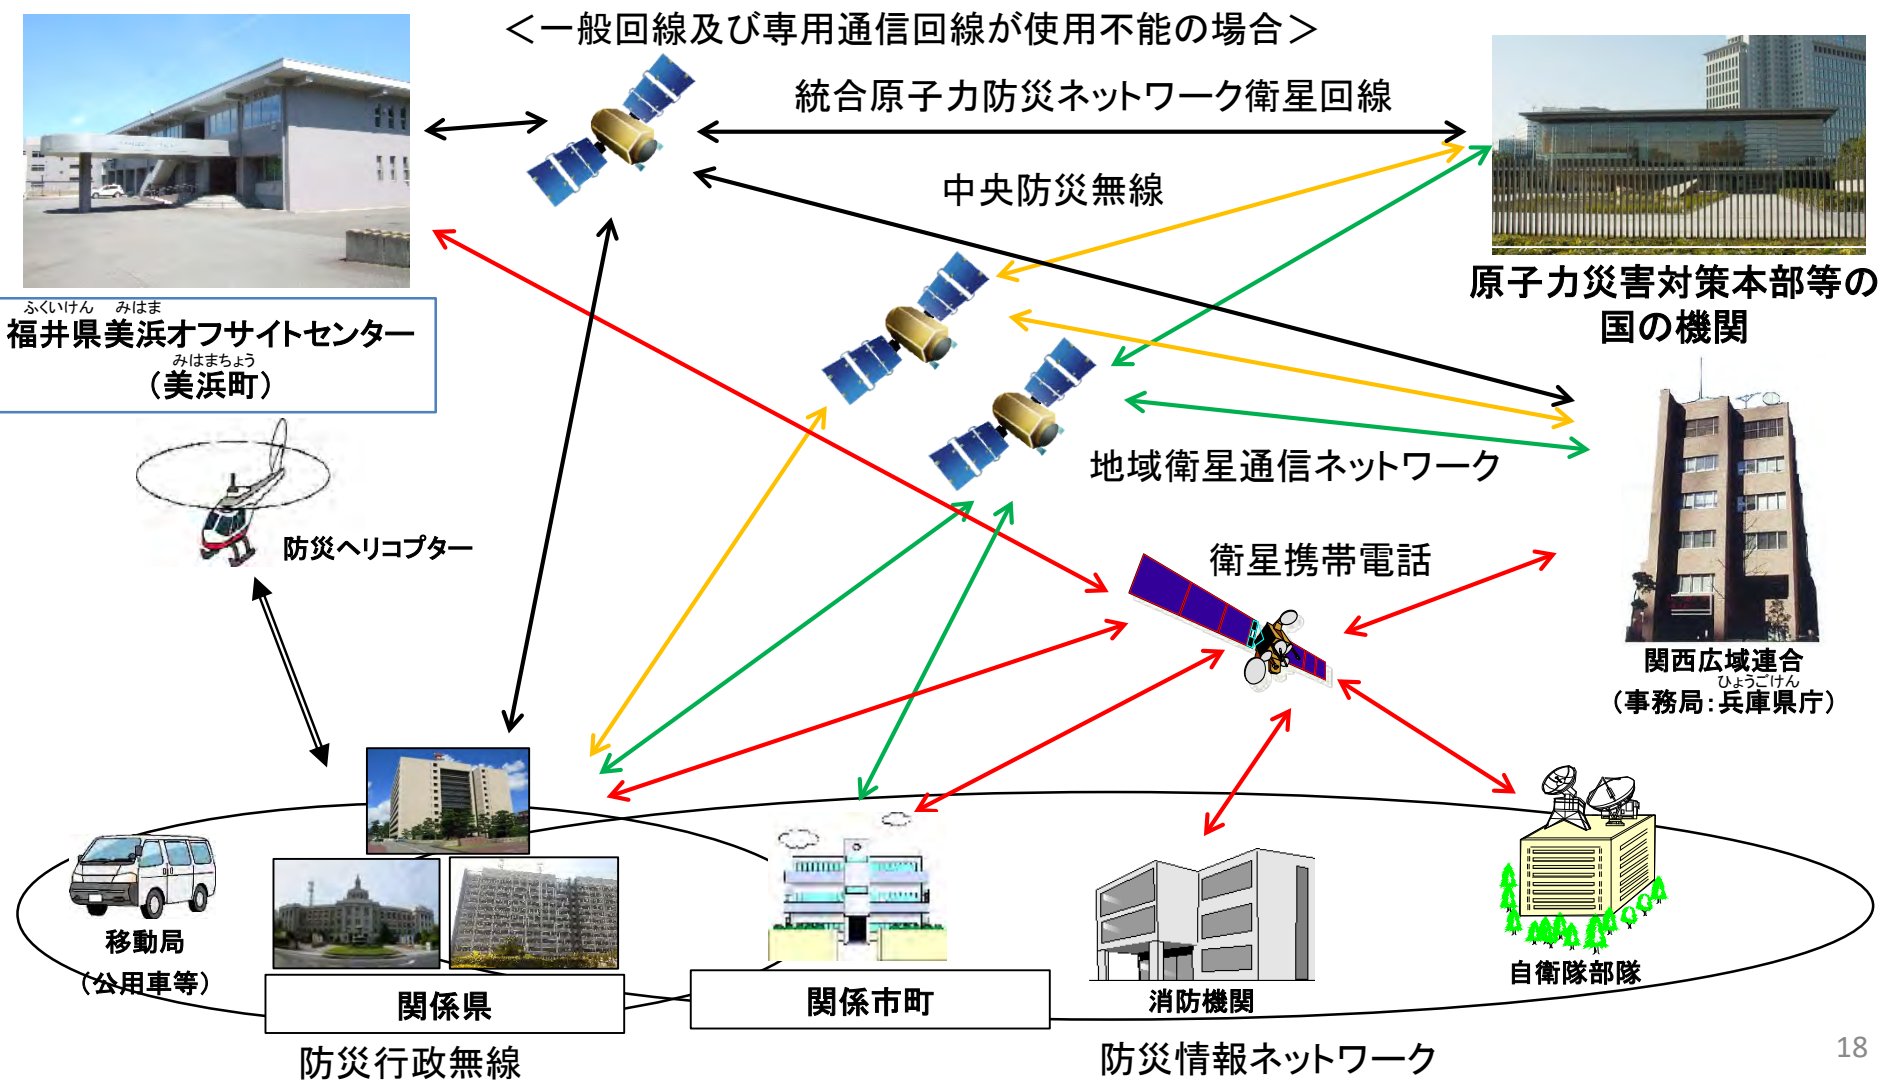 ＜一般回線及び専用通信回線が使用不能の場合＞
統合原子力防災ネットワーク衛星回線
中央防災無線
原子力災害対策本部等の
国の機関
ふくいけん みはま
福井県美浜オフサイトセンター
みはまちょう
（美浜町）
防災ヘリコプター
地域衛星通信ネットワーク
衛星携帯電話
関西広域連合
ひょうごけん
（事務局：兵庫県庁）
移動局
（公用車等）
関係県
関係市町
消防機関
自衛隊部隊
防災行政無線
防災情報ネットワーク
18